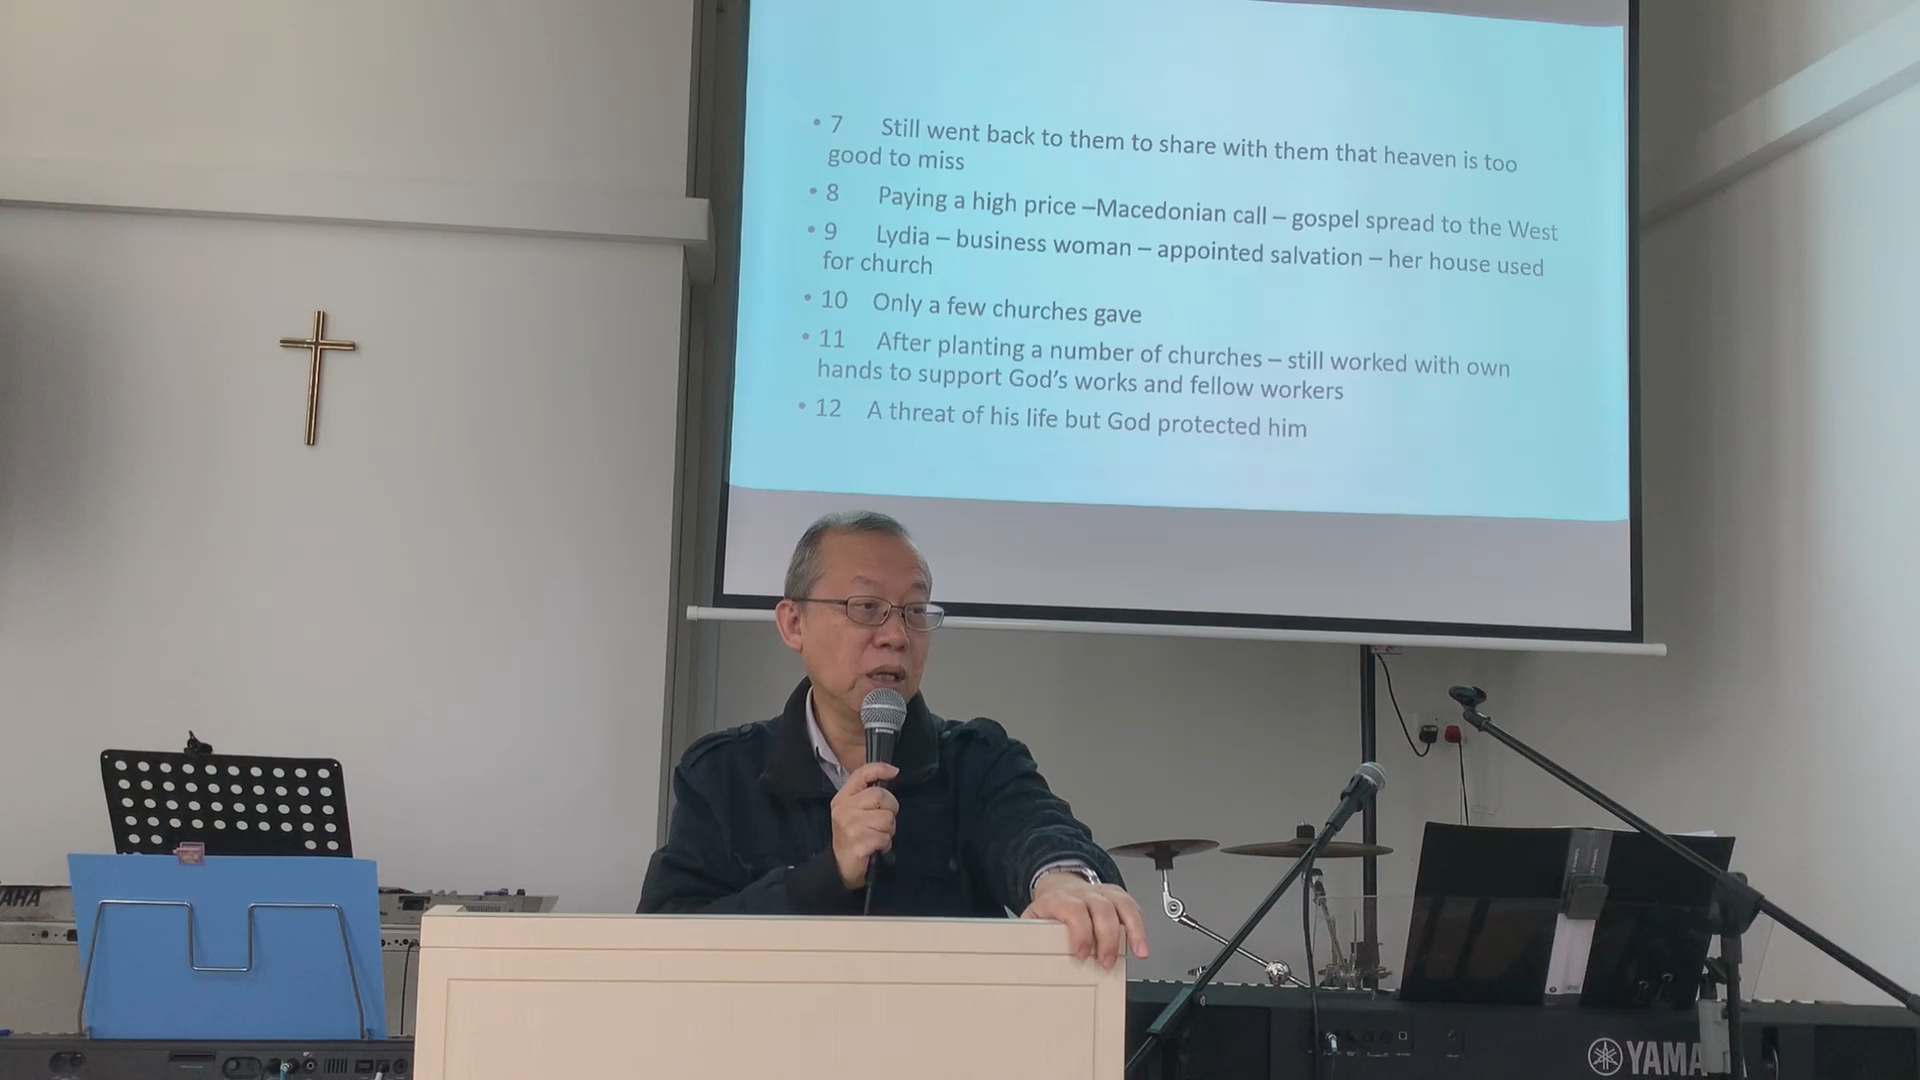 • 7 Still went back to them to share with them that heaven is too
good to miss
• 8 Paying a high price –Macedonian call – gospel spread to the West
• 9 Lydia – business woman – appointed salvation – her house used
for church
• 10 Only a few churches gave
• 11 After planting a number of churches – still worked with own
hands to support God's works and fellow workers
• 12 A threat of his life but God protected him
AHA
YAMA